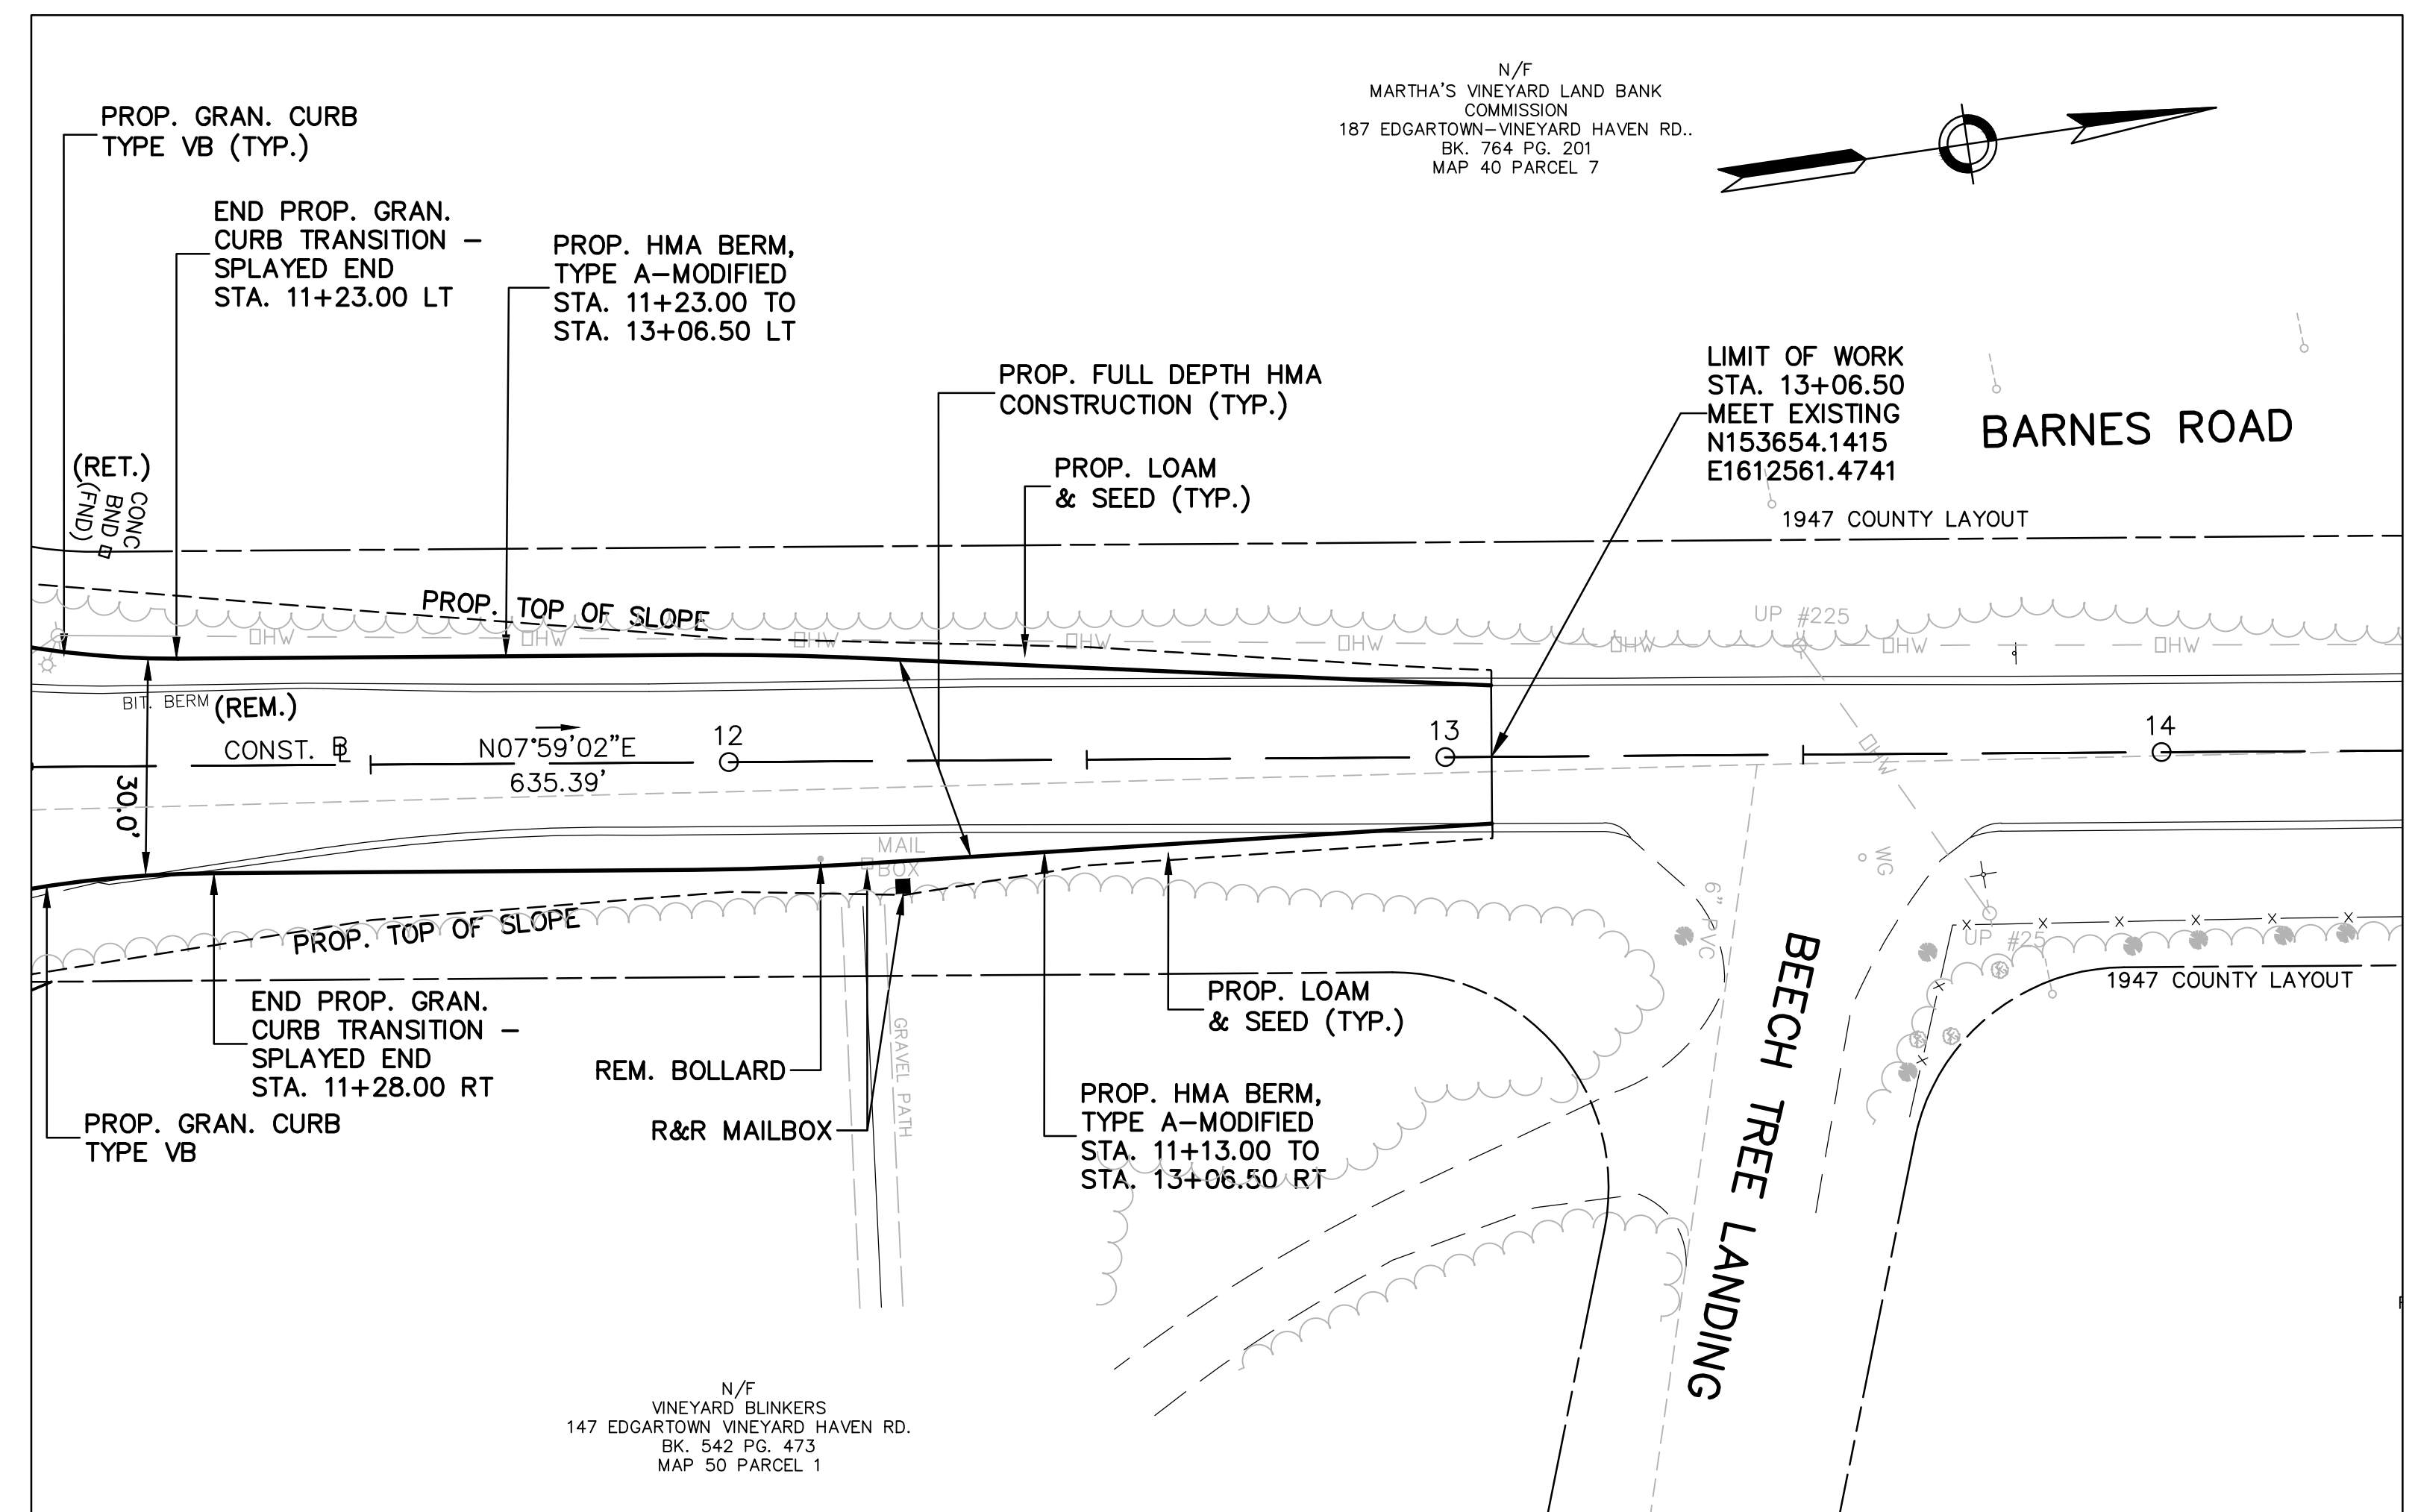 N/F
MARTHA'S VINEYARD LAND BANK
COMMISSION
187 EDGARTOWN-VINEYARD HAVEN RD..
BK. 764 PG. 201
MAP 40 PARCEL 7
PROP. GRAN. CURB
TYPE VB (TYP.)
END PROP. GRAN.
CURB TRANSITION -
SPLAYED END
STA. 11+23.00 LT
PROP. HMA BERM,
TYPE A-MODIFIED
STA. 11+23.00 TO
STA. 13+06.50 LT
PROP. FULL DEPTH HMA
CONSTRUCTION (TYP.)
PROP. LOAM
& SEED (TYP.)
LIMIT OF WORK
STA. 13+06.50
MEET EXISTING
N153654.1415
E1612561.4741
BARNES ROAD
1947 COUNTY LAYOUT
(RET.)
CONC
BND
(FND)
PROP. TOP OF SLOPE
OHW
OHW
OHW
OHW
OHW
OHW
UP #225
OHW
OHW
BIT. BERM
(REM.)
CONST. BL
N07°59'02"E
635.39'
12
13
14
OHW
30.0'
MAIL
BOX
WG
6" PVC
UP #25
PROP. TOP OF SLOPE
1947 COUNTY LAYOUT
END PROP. GRAN.
CURB TRANSITION -
SPLAYED END
STA. 11+28.00 RT
PROP. GRAN. CURB
TYPE VB
REM. BOLLARD
R&R MAILBOX
GRAVEL PATH
PROP. LOAM
& SEED (TYP.)
PROP. HMA BERM,
TYPE A-MODIFIED
STA. 11+13.00 TO
STA. 13+06.50 RT
BEECH TREE LANDING
N/F
VINEYARD BLINKERS
147 EDGARTOWN VINEYARD HAVEN RD.
BK. 542 PG. 473
MAP 50 PARCEL 1